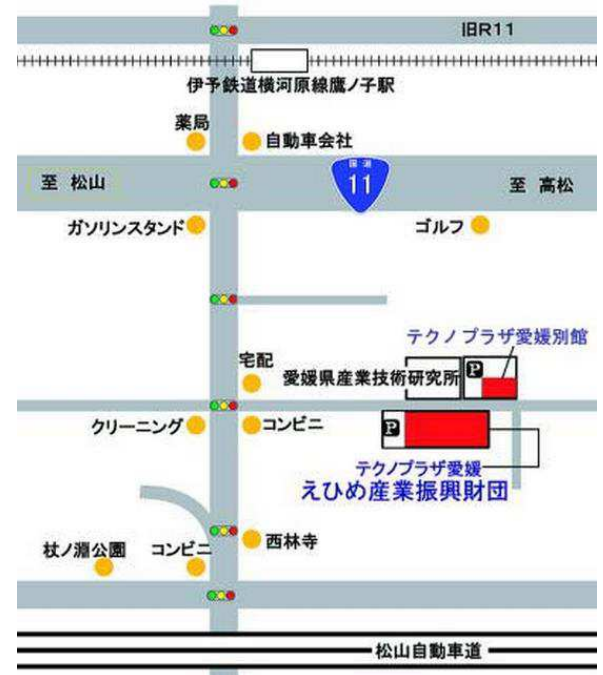 旧R11
伊予鉄道横河原線鷹ノ子駅
薬局
自動車会社
至 松山
国道
11
至 高松
ガソリンスタンド
ゴルフ
テクノプラザ愛媛別館
宅配
愛媛県産業技術研究所
P
クリーニング
コンビニ
P
テクノプラザ愛媛
えひめ産業振興財団
西林寺
杖ノ淵公園
コンビニ
松山自動車道